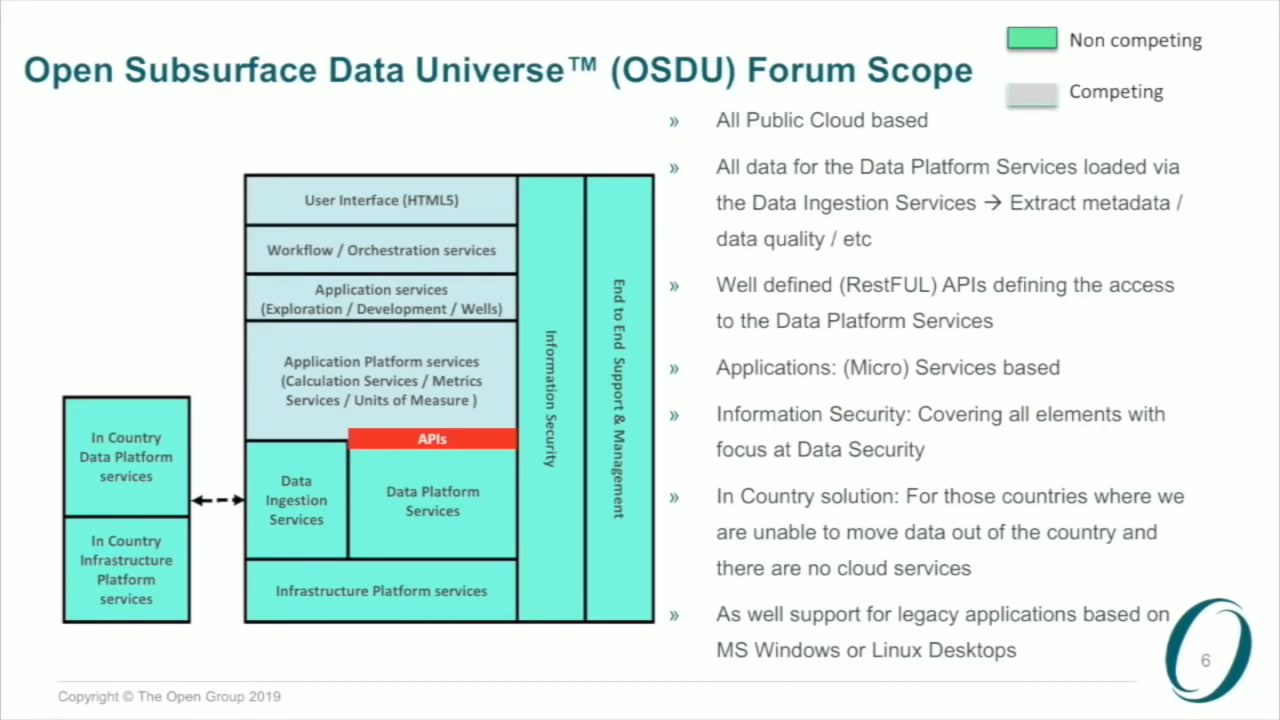 Open Subsurface Data Universe™ (OSDU) Forum Scope
Non competing
Competing
User Interface (HTML5)
Workflow / Orchestration services
Application services
(Exploration / Development / Wells)
Application Platform services
(Calculation Services / Metrics
Services / Units of Measure )
APIs
Data
Ingestion
Services
Data Platform
Services
Infrastructure Platform services
Information Security
End to End Support & Management
In Country
Data Platform
services
In Country
Infrastructure
Platform
services
» All Public Cloud based
» All data for the Data Platform Services loaded via
the Data Ingestion Services → Extract metadata /
data quality / etc
» Well defined (RestFUL) APIs defining the access
to the Data Platform Services
» Applications: (Micro) Services based
» Information Security: Covering all elements with
focus at Data Security
» In Country solution: For those countries where we
are unable to move data out of the country and
there are no cloud services
» As well support for legacy applications based on
MS Windows or Linux Desktops
6
Copyright © The Open Group 2019